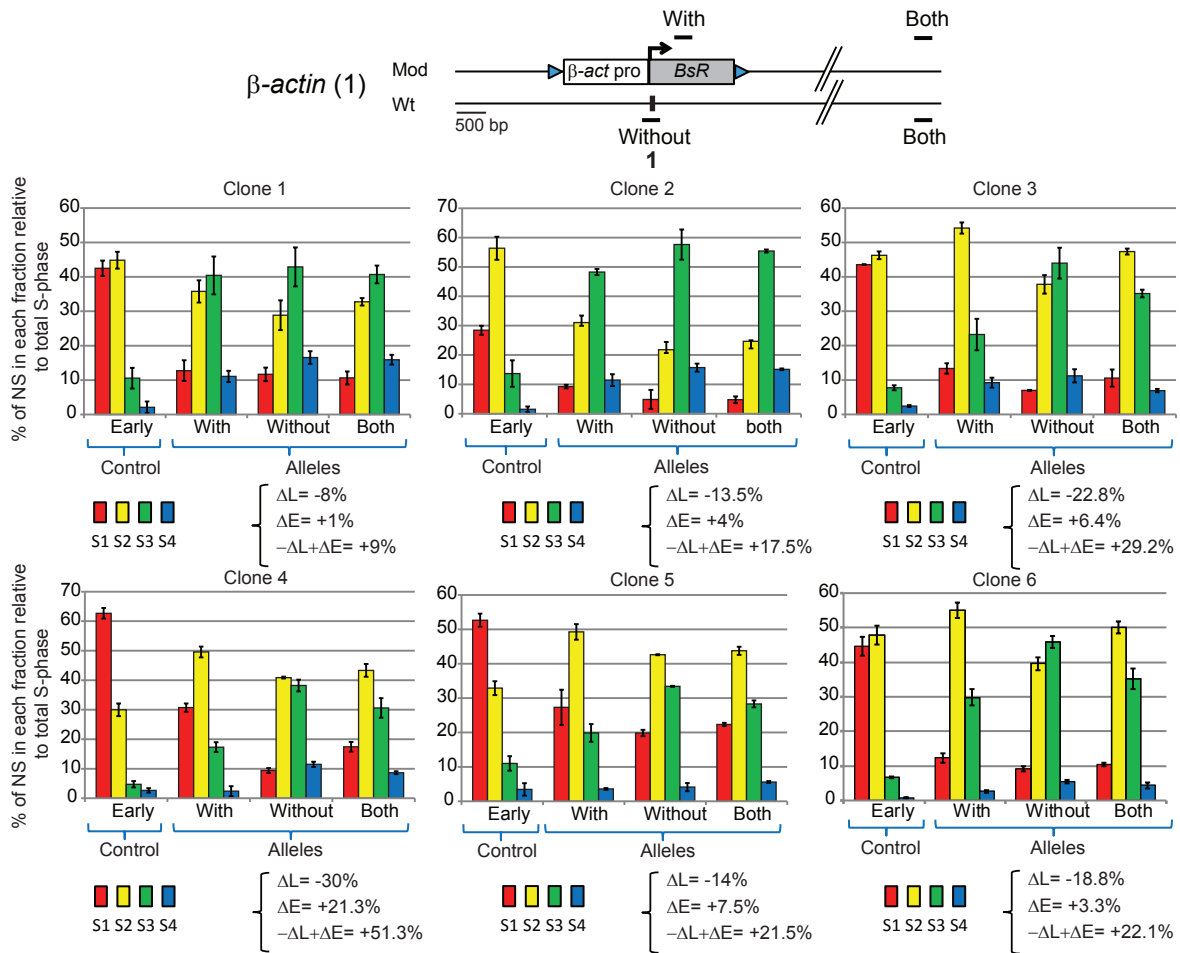 With
Both
β-actin (1)
Mod
β-act pro
BsR
Wt
500 bp
Without
Both
1
% of NS in each fraction relative
to total S-phase
Clone 1
60
50
40
30
20
10
0
Early
With
Without
Both
Control
Alleles
S1 S2 S3 S4
ΔL= -8%
ΔE= +1%
−ΔL+ΔE= +9%
Clone 2
70
60
50
40
30
20
10
0
Early
With
Without
both
Control
Alleles
S1 S2 S3 S4
ΔL= -13.5%
ΔE= +4%
−ΔL+ΔE= +17.5%
Clone 3
60
50
40
30
20
10
0
Early
With
Without
Both
Control
Alleles
S1 S2 S3 S4
ΔL= -22.8%
ΔE= +6.4%
−ΔL+ΔE= +29.2%
% of NS in each fraction relative
to total S-phase
Clone 4
70
60
50
40
30
20
10
0
Early
With
Without
Both
Control
Alleles
S1 S2 S3 S4
ΔL= -30%
ΔE= +21.3%
−ΔL+ΔE= +51.3%
Clone 5
60
50
40
30
20
10
0
Early
With
Without
Both
Control
Alleles
S1 S2 S3 S4
ΔL= -14%
ΔE= +7.5%
−ΔL+ΔE= +21.5%
Clone 6
60
50
40
30
20
10
0
Early
With
Without
Both
Control
Alleles
S1 S2 S3 S4
ΔL= -18.8%
ΔE= +3.3%
−ΔL+ΔE= +22.1%